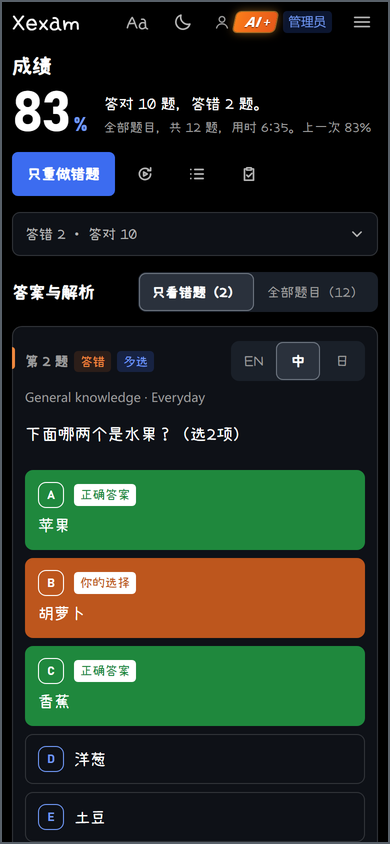 Xexam Aa AI+ 管理员
成绩
83%
答对 10 题，答错 2 题。
全部题目，共 12 题，用时 6:35。上一次 83%
只重做错题
答错 2 · 答对 10
答案与解析 只看错题（2） 全部题目（12）
第 2 题 答错 多选 EN 中 日
General knowledge · Everyday
下面哪两个是水果？（选2项）
A 正确答案
苹果
B 你的选择
胡萝卜
C 正确答案
香蕉
D 洋葱
E 土豆